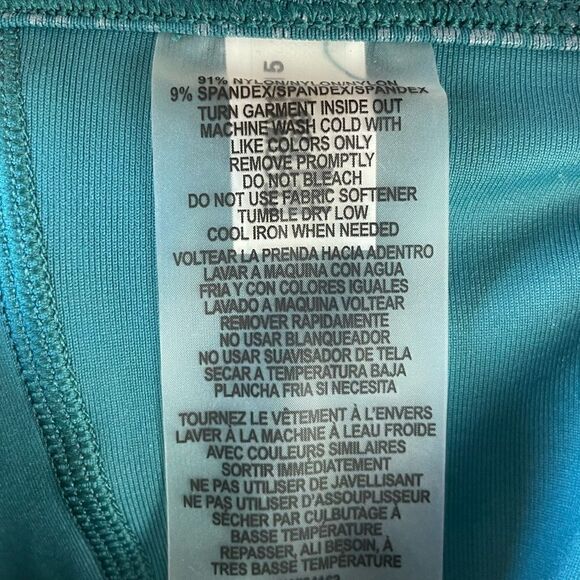 91% NYLON/NYLON/NYLON
9% SPANDEX/SPANDEX/SPANDEX
TURN GARMENT INSIDE OUT
MACHINE WASH COLD WITH
LIKE COLORS ONLY
REMOVE PROMPTLY
DO NOT BLEACH
DO NOT USE FABRIC SOFTENER
TUMBLE DRY LOW
COOL IRON WHEN NEEDED
VOLTEAR LA PRENDA HACIA ADENTRO
LAVAR A MAQUINA CON AGUA
FRIA Y CON COLORES IGUALES
LAVADO A MAQUINA VOLTEAR
REMOVER RAPIDAMENTE
NO USAR BLANQUEADOR
NO USAR SUAVISADOR DE TELA
SECAR A TEMPERATURA BAJA
PLANCHA FRIA SI NECESITA
TOURNEZ LE VÊTEMENT À L'ENVERS
LAVER À LA MACHINE À LEAU FROIDE
AVEC COULEURS SIMILAIRES
SORTIR IMMÉDIATEMENT
NE PAS UTILISER DE JAVELLISANT
NE PAS UTILISER D'ASSOUPLISSEUR
SÉCHER PAR CULBUTAGE À
BASSE TEMPÉRATURE
REPASSER, ALI BESOIN, À
TRES BASSE TEMPÉRATURE